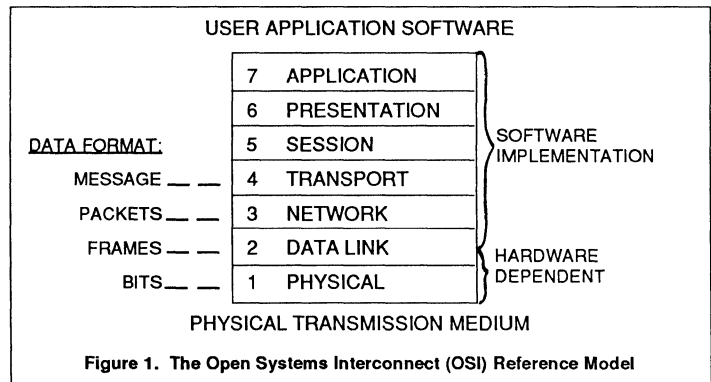 USER APPLICATION SOFTWARE
7 APPLICATION
6 PRESENTATION
5 SESSION
4 TRANSPORT
3 NETWORK
2 DATA LINK
1 PHYSICAL
DATA FORMAT:
MESSAGE
PACKETS
FRAMES
BITS
SOFTWARE
IMPLEMENTATION
HARDWARE
DEPENDENT
PHYSICAL TRANSMISSION MEDIUM
Figure 1. The Open Systems Interconnect (OSI) Reference Model